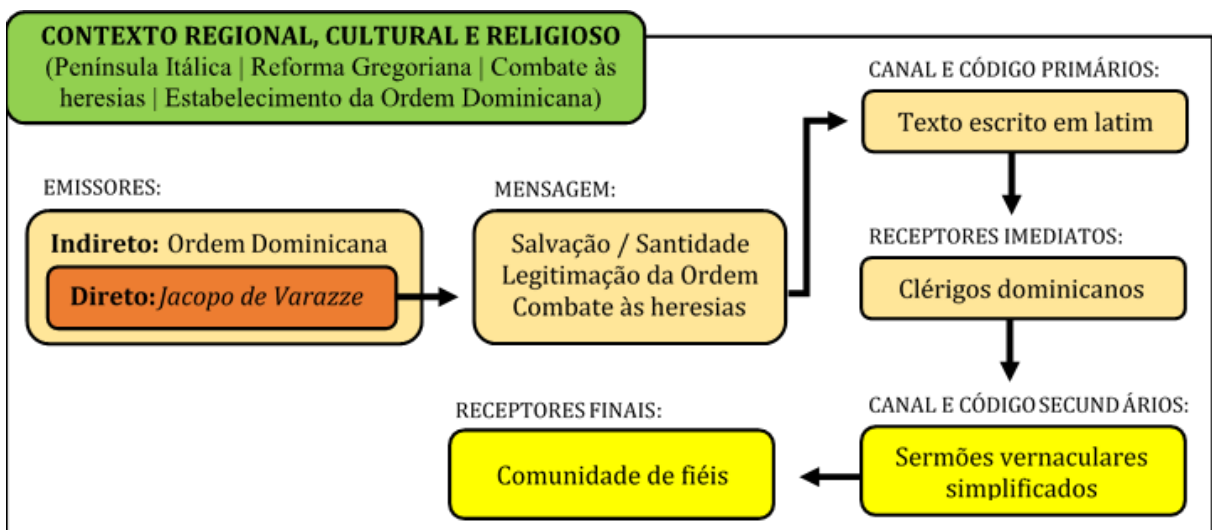 CONTEXTO REGIONAL, CULTURAL E RELIGIOSO
(Península Itálica | Reforma Gregoriana | Combate às
heresias | Estabelecimento da Ordem Dominicana)
EMISSORES:
Indireto: Ordem Dominicana
Direto: Jacopo de Varazze
MENSAGEM:
Salvação / Santidade
Legitimação da Ordem
Combate às heresias
CANAL E CÓDIGO PRIMÁRIOS:
Texto escrito em latim
RECEPTORES IMEDIATOS:
Clérigos dominicanos
CANAL E CÓDIGO SECUNDÁRIOS:
Sermões vernaculares
simplificados
RECEPTORES FINAIS:
Comunidade de fiéis